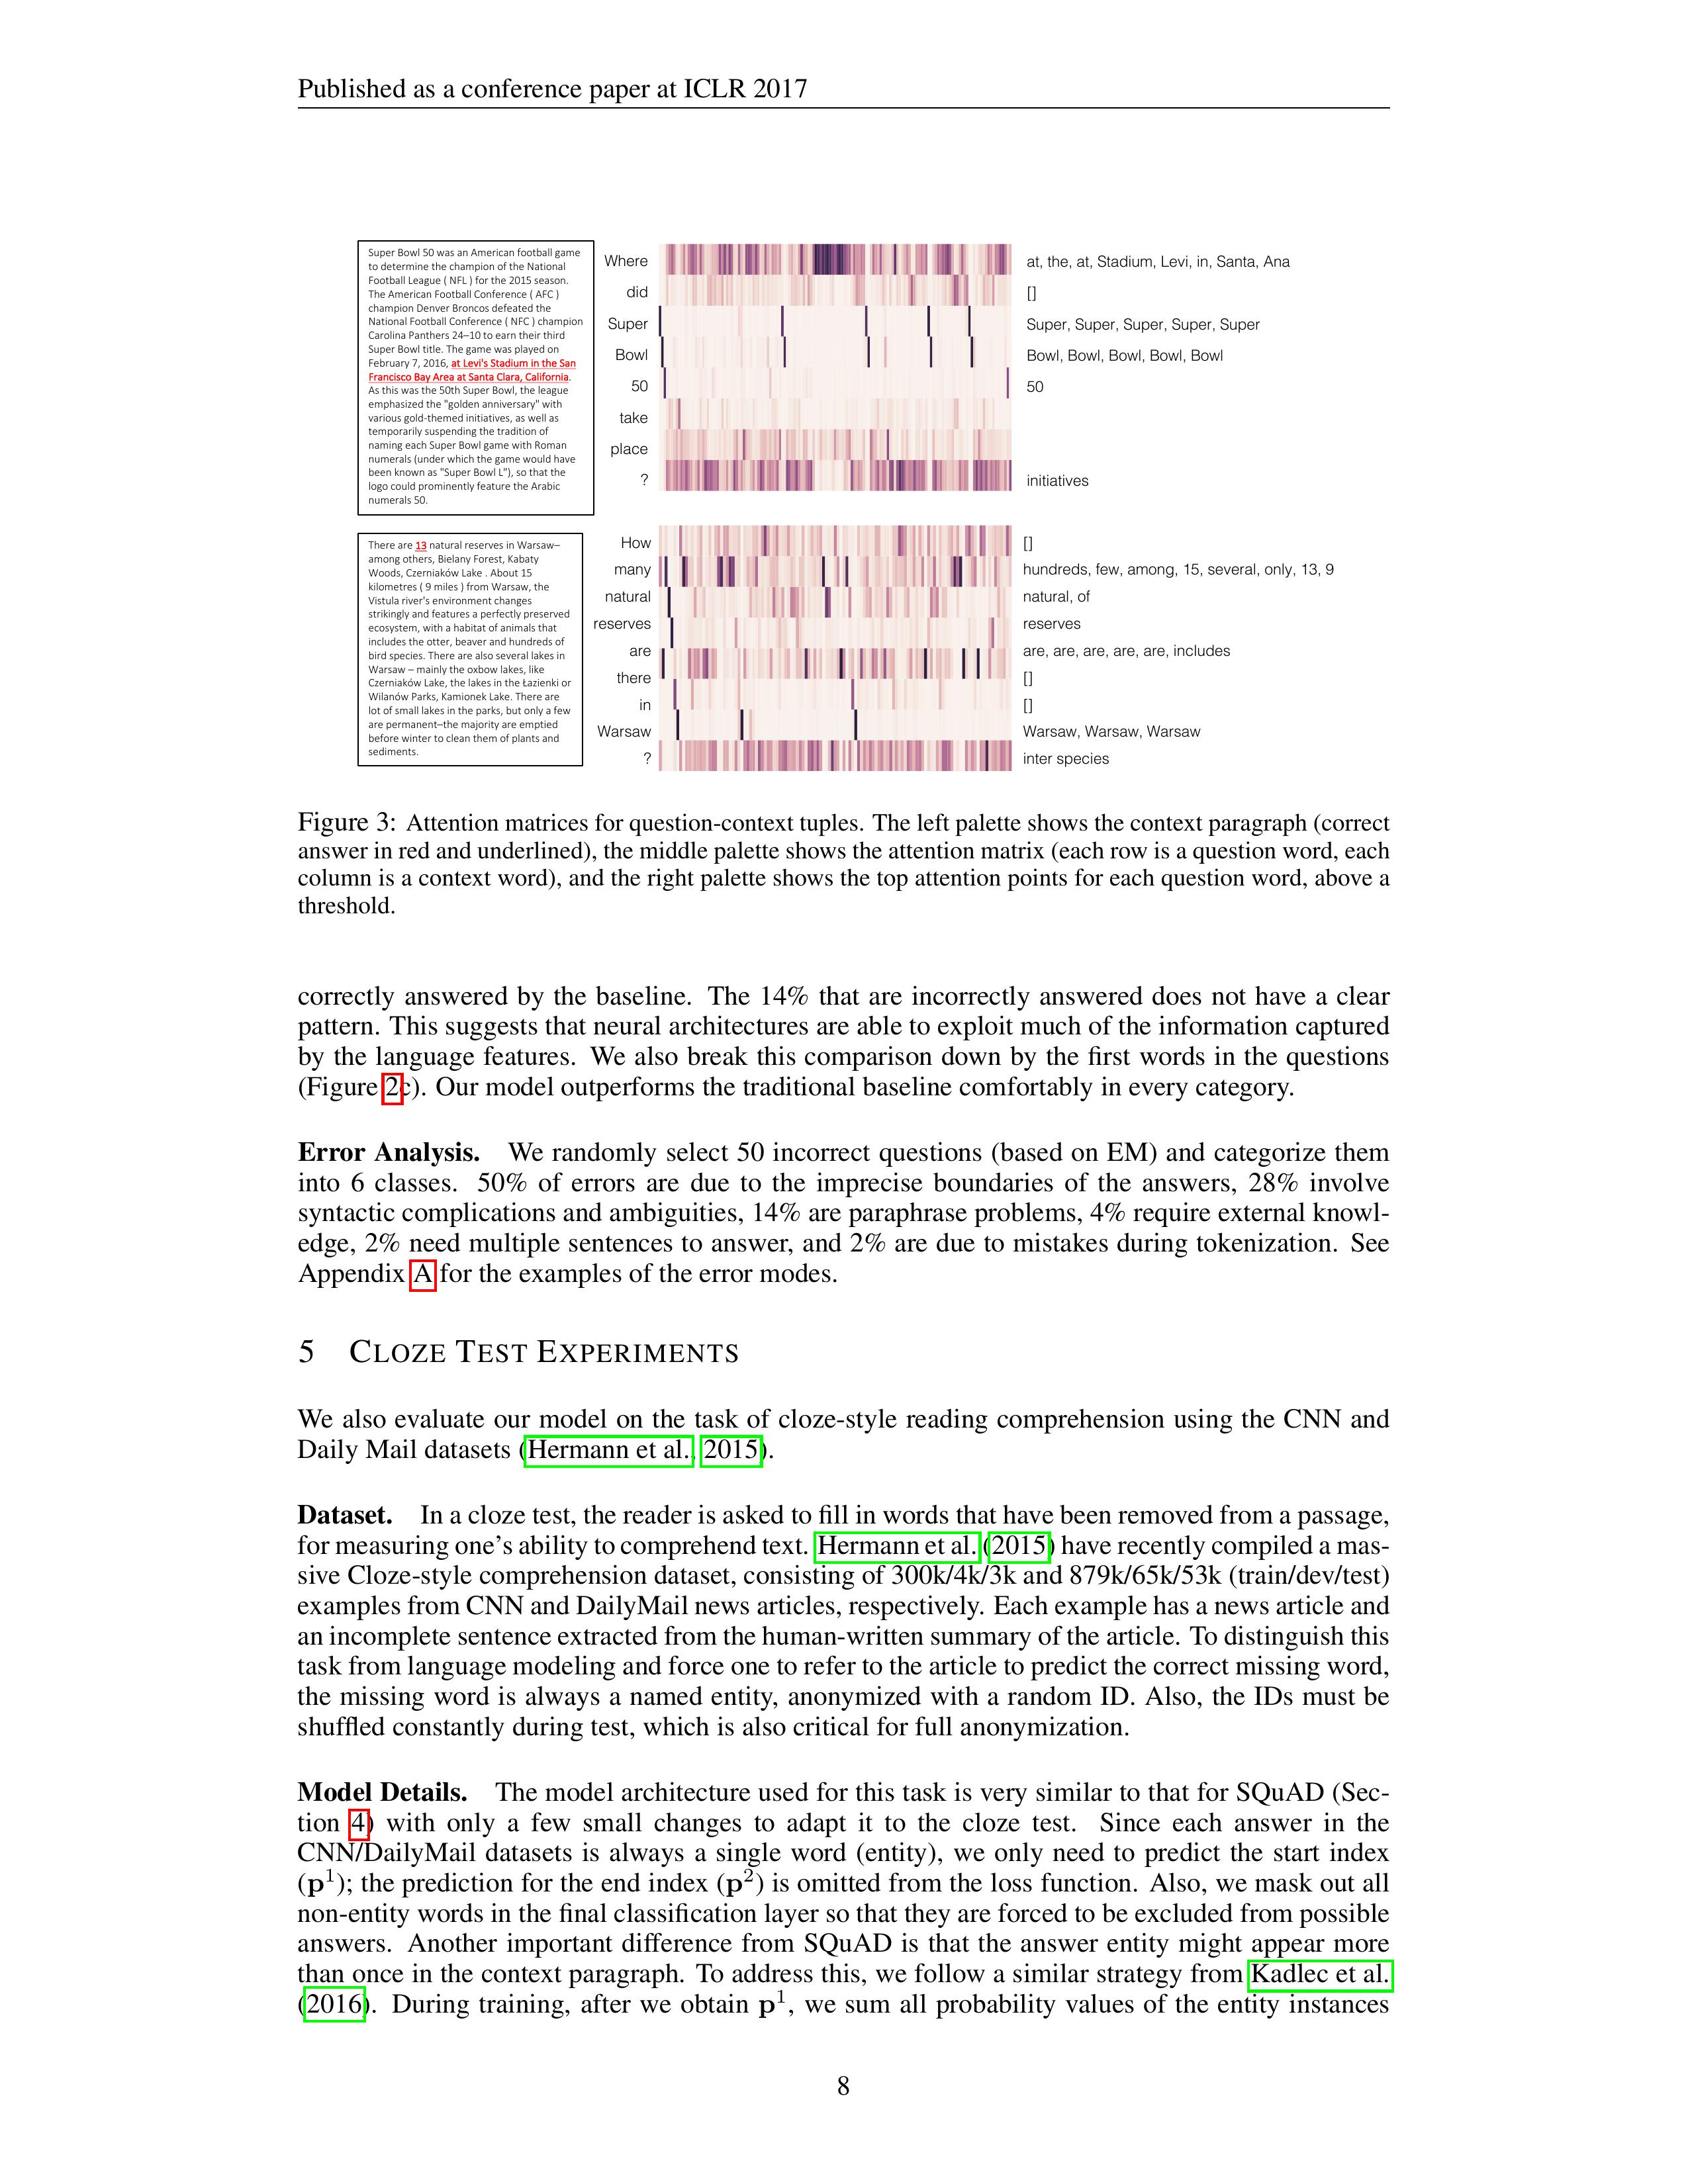 Published as a conference paper at ICLR 2017
Super Bowl 50 was an American football game
to determine the champion of the National
Football League ( NFL ) for the 2015 season.
The American Football Conference ( AFC )
champion Denver Broncos defeated the
National Football Conference ( NFC ) champion
Carolina Panthers 24–10 to earn their third
Super Bowl title. The game was played on
February 7, 2016, at Levi's Stadium in the San
Francisco Bay Area at Santa Clara, California.
As this was the 50th Super Bowl, the league
emphasized the "golden anniversary" with
various gold-themed initiatives, as well as
temporarily suspending the tradition of
naming each Super Bowl game with Roman
numerals (under which the game would have
been known as "Super Bowl L"), so that the
logo could prominently feature the Arabic
numerals 50.
Where at, the, at, Stadium, Levi, in, Santa, Ana
did []
Super Super, Super, Super, Super, Super
Bowl Bowl, Bowl, Bowl, Bowl, Bowl
50 50
take
place
? initiatives
There are 13 natural reserves in Warsaw–
among others, Bielany Forest, Kabaty
Woods, Czerniaków Lake . About 15
kilometres ( 9 miles ) from Warsaw, the
Vistula river's environment changes
strikingly and features a perfectly preserved
ecosystem, with a habitat of animals that
includes the otter, beaver and hundreds of
bird species. There are also several lakes in
Warsaw – mainly the oxbow lakes, like
Czerniaków Lake, the lakes in the Łazienki or
Wilanów Parks, Kamionek Lake. There are
lot of small lakes in the parks, but only a few
are permanent–the majority are emptied
before winter to clean them of plants and
sediments.
How []
many hundreds, few, among, 15, several, only, 13, 9
natural natural, of
reserves reserves
are are, are, are, are, are, includes
there []
in []
Warsaw Warsaw, Warsaw, Warsaw
? inter species
Figure 3: Attention matrices for question-context tuples. The left palette shows the context paragraph (correct
answer in red and underlined), the middle palette shows the attention matrix (each row is a question word, each
column is a context word), and the right palette shows the top attention points for each question word, above a
threshold.
correctly answered by the baseline. The 14% that are incorrectly answered does not have a clear
pattern. This suggests that neural architectures are able to exploit much of the information captured
by the language features. We also break this comparison down by the first words in the questions
(Figure 2c). Our model outperforms the traditional baseline comfortably in every category.
Error Analysis. We randomly select 50 incorrect questions (based on EM) and categorize them
into 6 classes. 50% of errors are due to the imprecise boundaries of the answers, 28% involve
syntactic complications and ambiguities, 14% are paraphrase problems, 4% require external knowl-
edge, 2% need multiple sentences to answer, and 2% are due to mistakes during tokenization. See
Appendix A for the examples of the error modes.
5 CLOZE TEST EXPERIMENTS
We also evaluate our model on the task of cloze-style reading comprehension using the CNN and
Daily Mail datasets (Hermann et al., 2015).
Dataset. In a cloze test, the reader is asked to fill in words that have been removed from a passage,
for measuring one's ability to comprehend text. Hermann et al. (2015) have recently compiled a mas-
sive Cloze-style comprehension dataset, consisting of 300k/4k/3k and 879k/65k/53k (train/dev/test)
examples from CNN and DailyMail news articles, respectively. Each example has a news article and
an incomplete sentence extracted from the human-written summary of the article. To distinguish this
task from language modeling and force one to refer to the article to predict the correct missing word,
the missing word is always a named entity, anonymized with a random ID. Also, the IDs must be
shuffled constantly during test, which is also critical for full anonymization.
Model Details. The model architecture used for this task is very similar to that for SQuAD (Sec-
tion 4) with only a few small changes to adapt it to the cloze test. Since each answer in the
CNN/DailyMail datasets is always a single word (entity), we only need to predict the start index
(p¹); the prediction for the end index (p²) is omitted from the loss function. Also, we mask out all
non-entity words in the final classification layer so that they are forced to be excluded from possible
answers. Another important difference from SQuAD is that the answer entity might appear more
than once in the context paragraph. To address this, we follow a similar strategy from Kadlec et al.
(2016). During training, after we obtain p¹, we sum all probability values of the entity instances
8